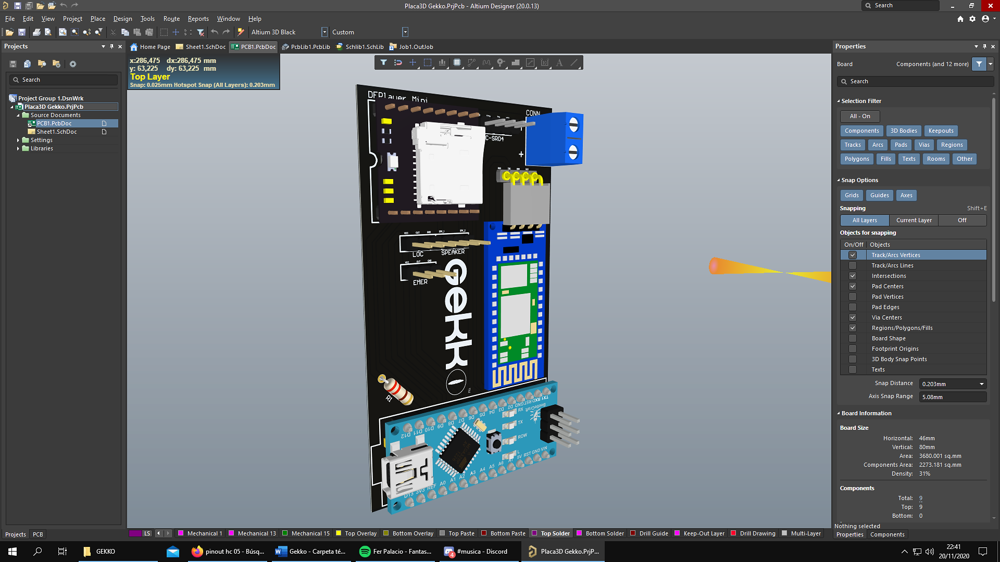 Placa3D Gekko.PrjPcb - Altium Designer (20.0.13)
Search
File Edit View Project Place Design Tools Route Reports Window Help
Altium 3D Black
Custom
Projects
Home Page
Sheet1.SchDoc
PCB1.PcbDoc
PcbLib1.PcbLib
Schlib1.SchLib
Job1.OutJob
Search
Project Group 1.DsnWrk
Placa3D Gekko.PrjPcb
Source Documents
PCB1.PcbDoc
Sheet1.SchDoc
Settings
Libraries
x:286,475 dx:286,475 mm
y: 63,225 dy: 63,225 mm
Top Layer
Snap: 0.025mm Hotspot Snap (All Layers): 0.203mm
DFPlayer Mini
CONN
C-SR04
+
VCC OUT GND SPK_1 SPK_2
LOC SPEAKER
VCC OUT GND
EMER
Gekko
TM
R1
D12 D11 D10 D9 D8 D7 D6 D5 D4 D3 D2 GND RST RXD TX1
BeetleCraft
RX
TX
ROW
L
D13 3V3 REF A0 A1 A2 A3 A4 A5 A6 A7 5V RST GND VIN
Properties
Board
Components (and 12 more)
Search
Selection Filter
All - On
Components 3D Bodies Keepouts
Tracks Arcs Pads Vias Regions
Polygons Fills Texts Rooms Other
Snap Options
Grids Guides Axes
Snapping Shift+E
All Layers Current Layer Off
Objects for snapping
On/Off Objects
Track/Arcs Vertices
Track/Arcs Lines
Intersections
Pad Centers
Pad Vertices
Pad Edges
Via Centers
Regions/Polygons/Fills
Board Shape
Footprint Origins
3D Body Snap Points
Texts
Snap Distance 0.203mm
Axis Snap Range 5.08mm
Board Information
Board Size
Horizontal: 46mm
Vertical: 80mm
Area: 3680.001 sq.mm
Components Area: 2273.181 sq.mm
Density: 31%
Components
Total: 9
Top: 9
Bottom: 0
Nothing selected
Projects PCB
LS Mechanical 1 Mechanical 13 Mechanical 15 Top Overlay Bottom Overlay Top Paste Bottom Paste Top Solder Bottom Solder Drill Guide Keep-Out Layer Drill Drawing Multi-Layer
Properties Components
GEKKO
pinout hc 05 - Búsq...
Gekko - Carpeta té...
Fer Palacio - Fantas...
4
#musica - Discord
Placa3D Gekko.PrjP...
22:41
20/11/2020